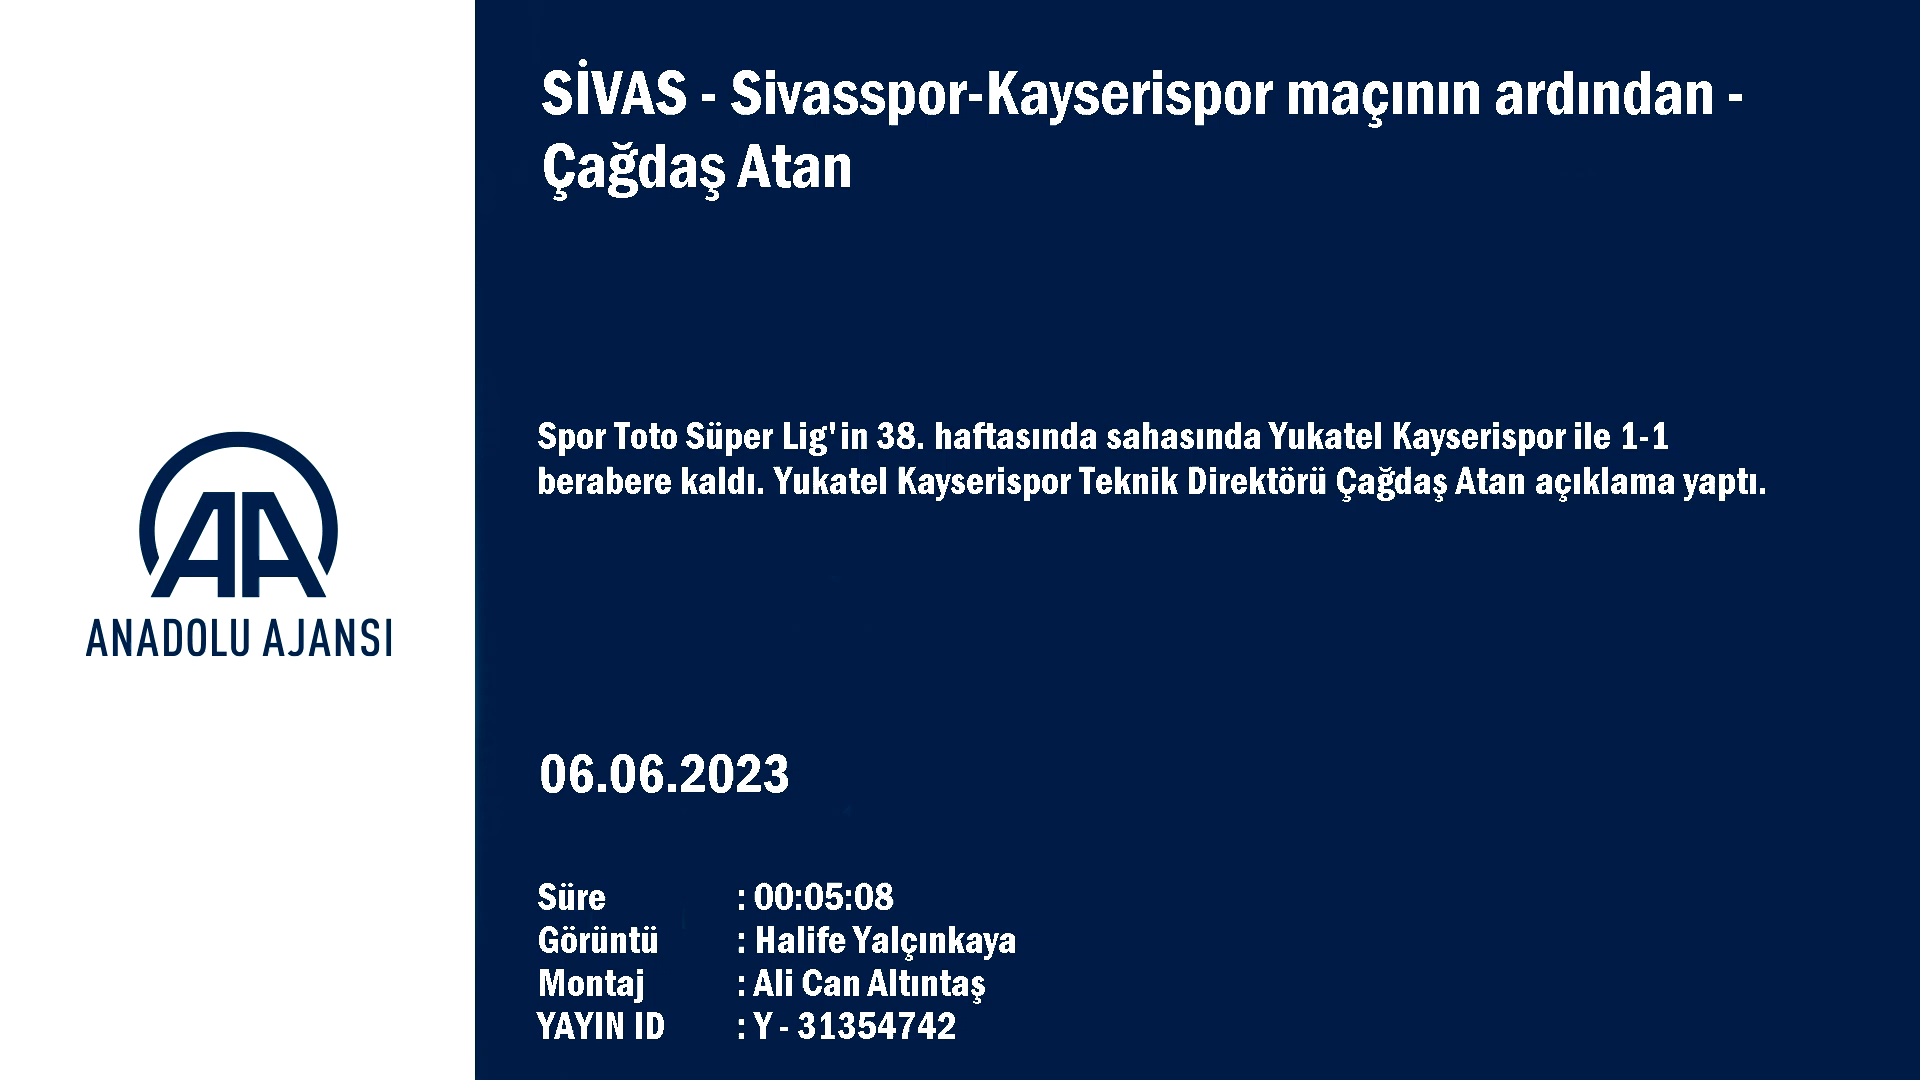 SİVAS - Sivasspor-Kayserispor maçının ardından -
Çağdaş Atan
Spor Toto Süper Lig'in 38. haftasında sahasında Yukatel Kayserispor ile 1-1
berabere kaldı. Yukatel Kayserispor Teknik Direktörü Çağdaş Atan açıklama yaptı.
AA
ANADOLU AJANSI
06.06.2023
Süre : 00:05:08
Görüntü : Halife Yalçınkaya
Montaj : Ali Can Altıntaş
YAYIN ID : Y - 31354742